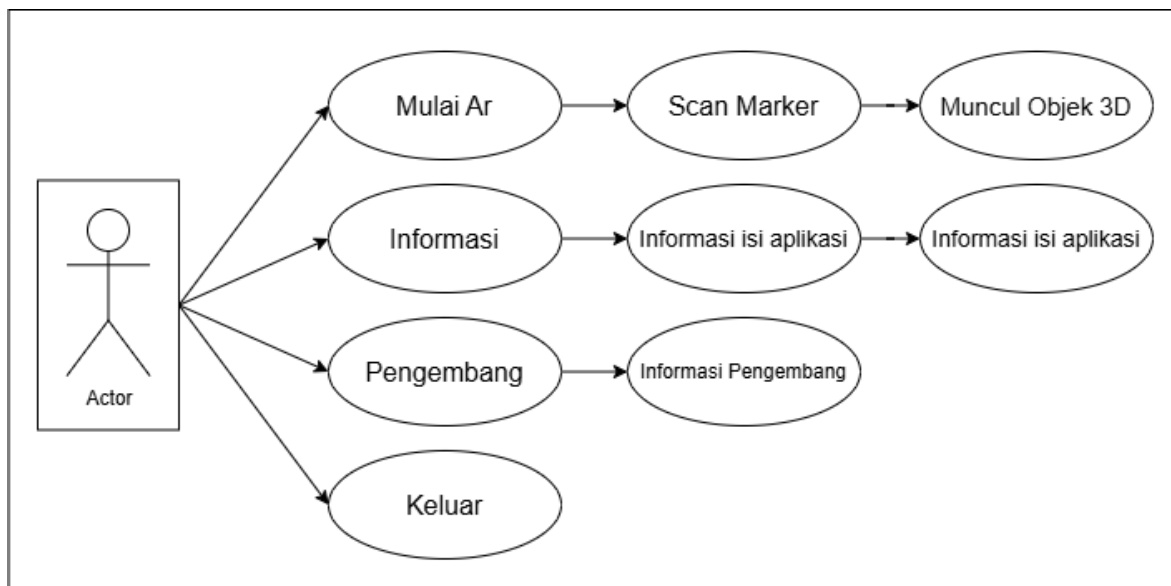 Mulai Ar
Scan Marker
Muncul Objek 3D
Informasi
Informasi isi aplikasi
Informasi isi aplikasi
Actor
Pengembang
Informasi Pengembang
Keluar